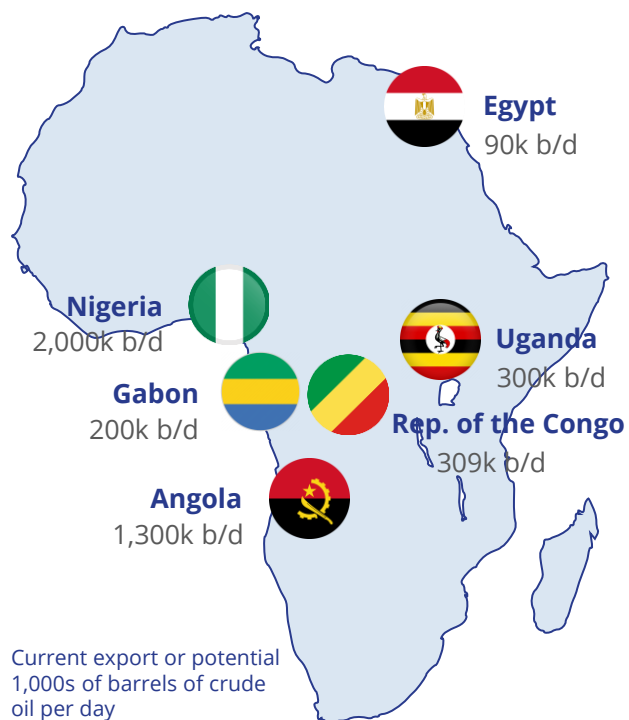 Egypt
90k b/d
Nigeria
2,000k b/d
Uganda
300k b/d
Gabon
200k b/d
Rep. of the Congo
309k b/d
Angola
1,300k b/d
Current export or potential
1,000s of barrels of crude
oil per day